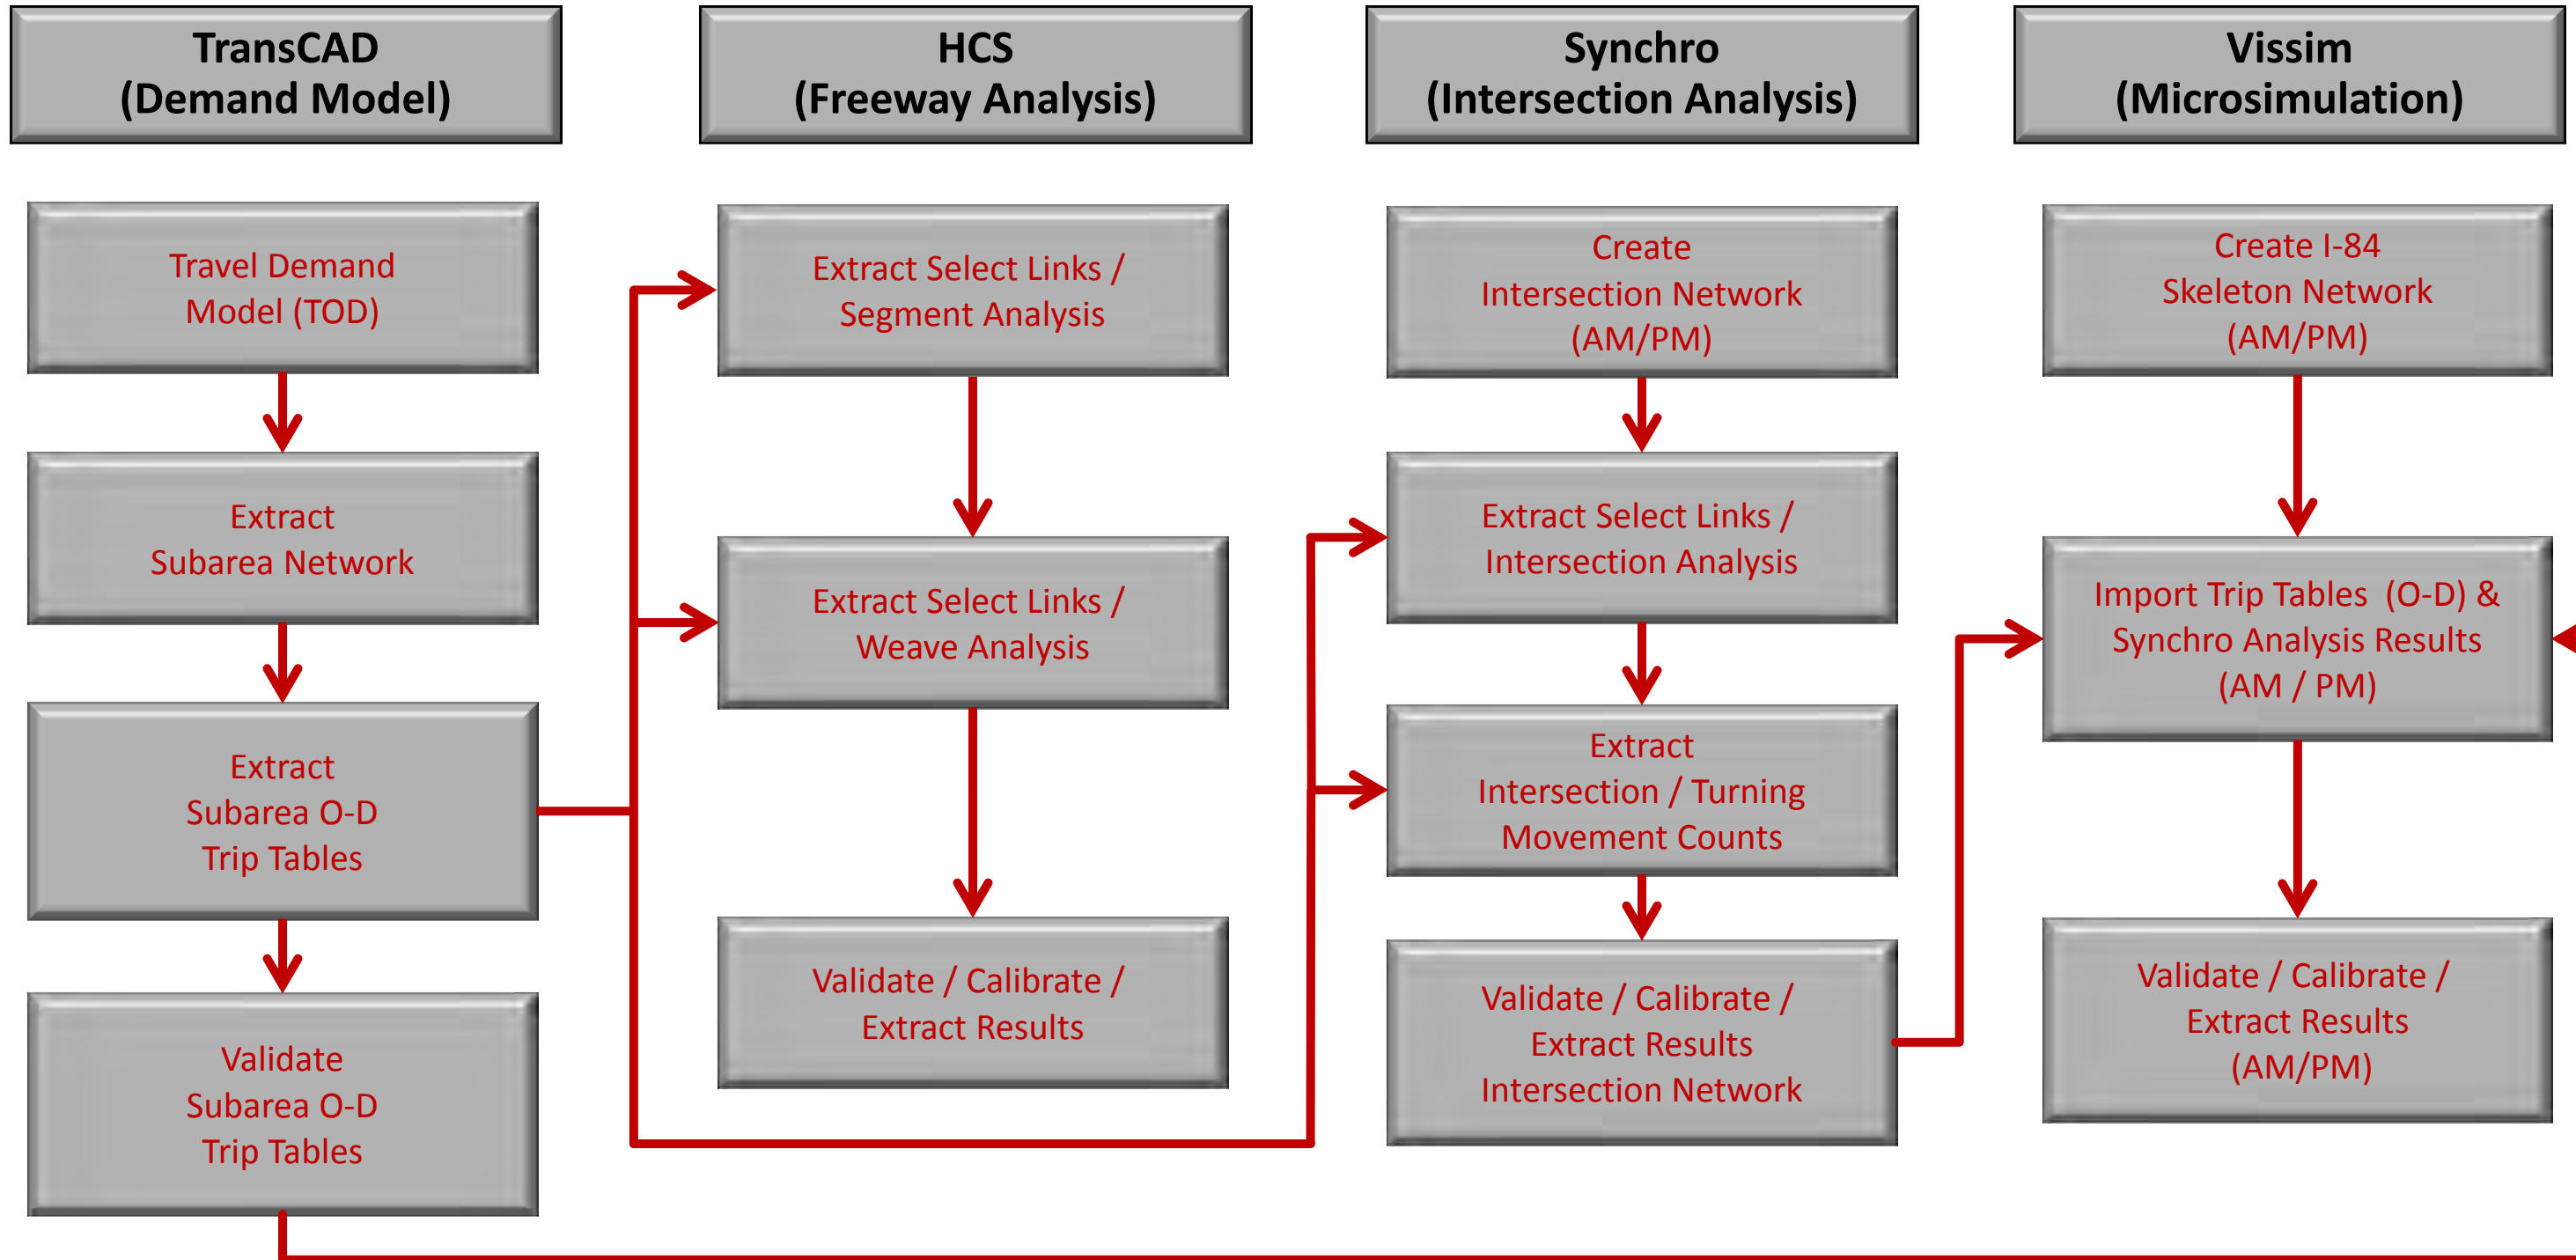 TransCAD
(Demand Model)
HCS
(Freeway Analysis)
Synchro
(Intersection Analysis)
Vissim
(Microsimulation)
Travel Demand
Model (TOD)
Extract
Subarea Network
Extract
Subarea O-D
Trip Tables
Validate
Subarea O-D
Trip Tables
Extract Select Links /
Segment Analysis
Extract Select Links /
Weave Analysis
Validate / Calibrate /
Extract Results
Create
Intersection Network
(AM/PM)
Extract Select Links /
Intersection Analysis
Extract
Intersection / Turning
Movement Counts
Validate / Calibrate /
Extract Results
Intersection Network
Create I-84
Skeleton Network
(AM/PM)
Import Trip Tables (O-D) &
Synchro Analysis Results
(AM / PM)
Validate / Calibrate /
Extract Results
(AM/PM)